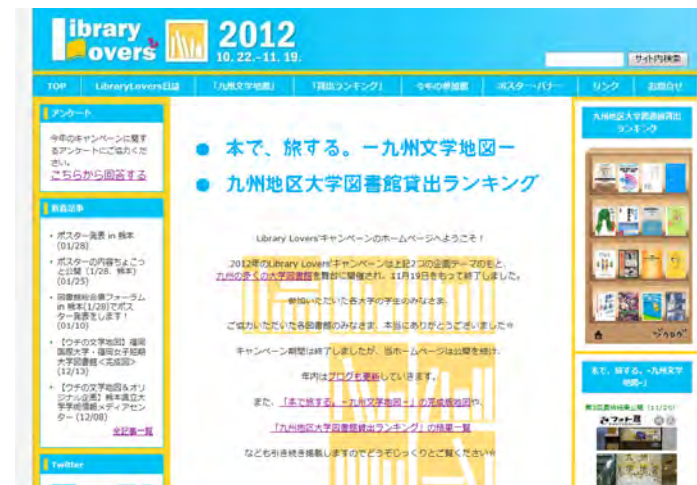 Library Lovers'
2012
10. 22.-11. 19.
サイト内検索
TOP
LibraryLovers日誌
「九州文学地図」
「貸出ランキング」
今年の参加館
ポスター・バナー
リンク
お問合せ
アンケート
今年のキャンペーンに関す
るアンケートにご協力くだ
さい。
こちらから回答する
新着記事
・ポスター発表 in 熊本
(01/28)
・ポスターの内容ちょこっ
と公開（1/28、熊本）
(01/25)
・図書館総合展フォーラム
in 熊本(1/28)でポス
ター発表をします！
(01/10)
・【ウチの文学地図】福岡
国際大学・福岡女子短期
大学図書館＜完成図＞
(12/13)
・【ウチの文学地図＆オリ
ジナル企画】熊本県立大
学学術情報メディアセン
ター (12/08)
全記事一覧
Twitter
● 本で、旅する。－九州文学地図－
● 九州地区大学図書館貸出ランキング
Library Lovers'キャンペーンのホームページへようこそ！
2012年のLibrary Lovers'キャンペーンは上記2つの企画テーマのもと、
九州の多くの大学図書館を舞台に開催され、11月19日をもって終了しました。
参加いただいた各大学の学生のみなさま、
ご協力いただいた各図書館のみなさま、本当にありがとうございました☆
キャンペーン期間は終了しましたが、当ホームページは公開を続け、
年内はブログも更新していきます。
また、「本で旅する。－九州文学地図－」の完成版地図や、
「九州地区大学図書館貸出ランキング」の結果一覧
なども引き続き掲載しますのでどうぞじっくりとご覧ください☆
九州地区大学図書館貸出
ランキング
ブクログ
本で、旅する。-九州文学
地図-」
フォト蔵